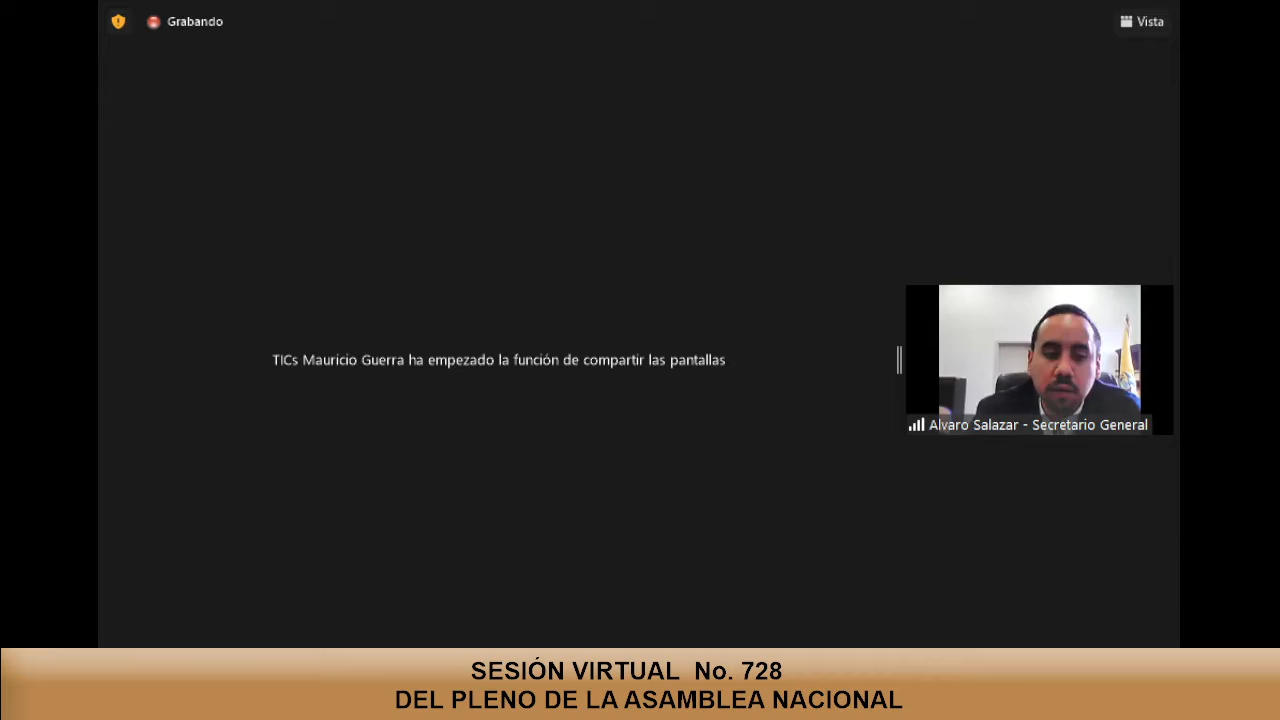 Grabando
Vista
TICs Mauricio Guerra ha empezado la función de compartir las pantallas
Alvaro Salazar - Secretario General
SESIÓN VIRTUAL No. 728
DEL PLENO DE LA ASAMBLEA NACIONAL